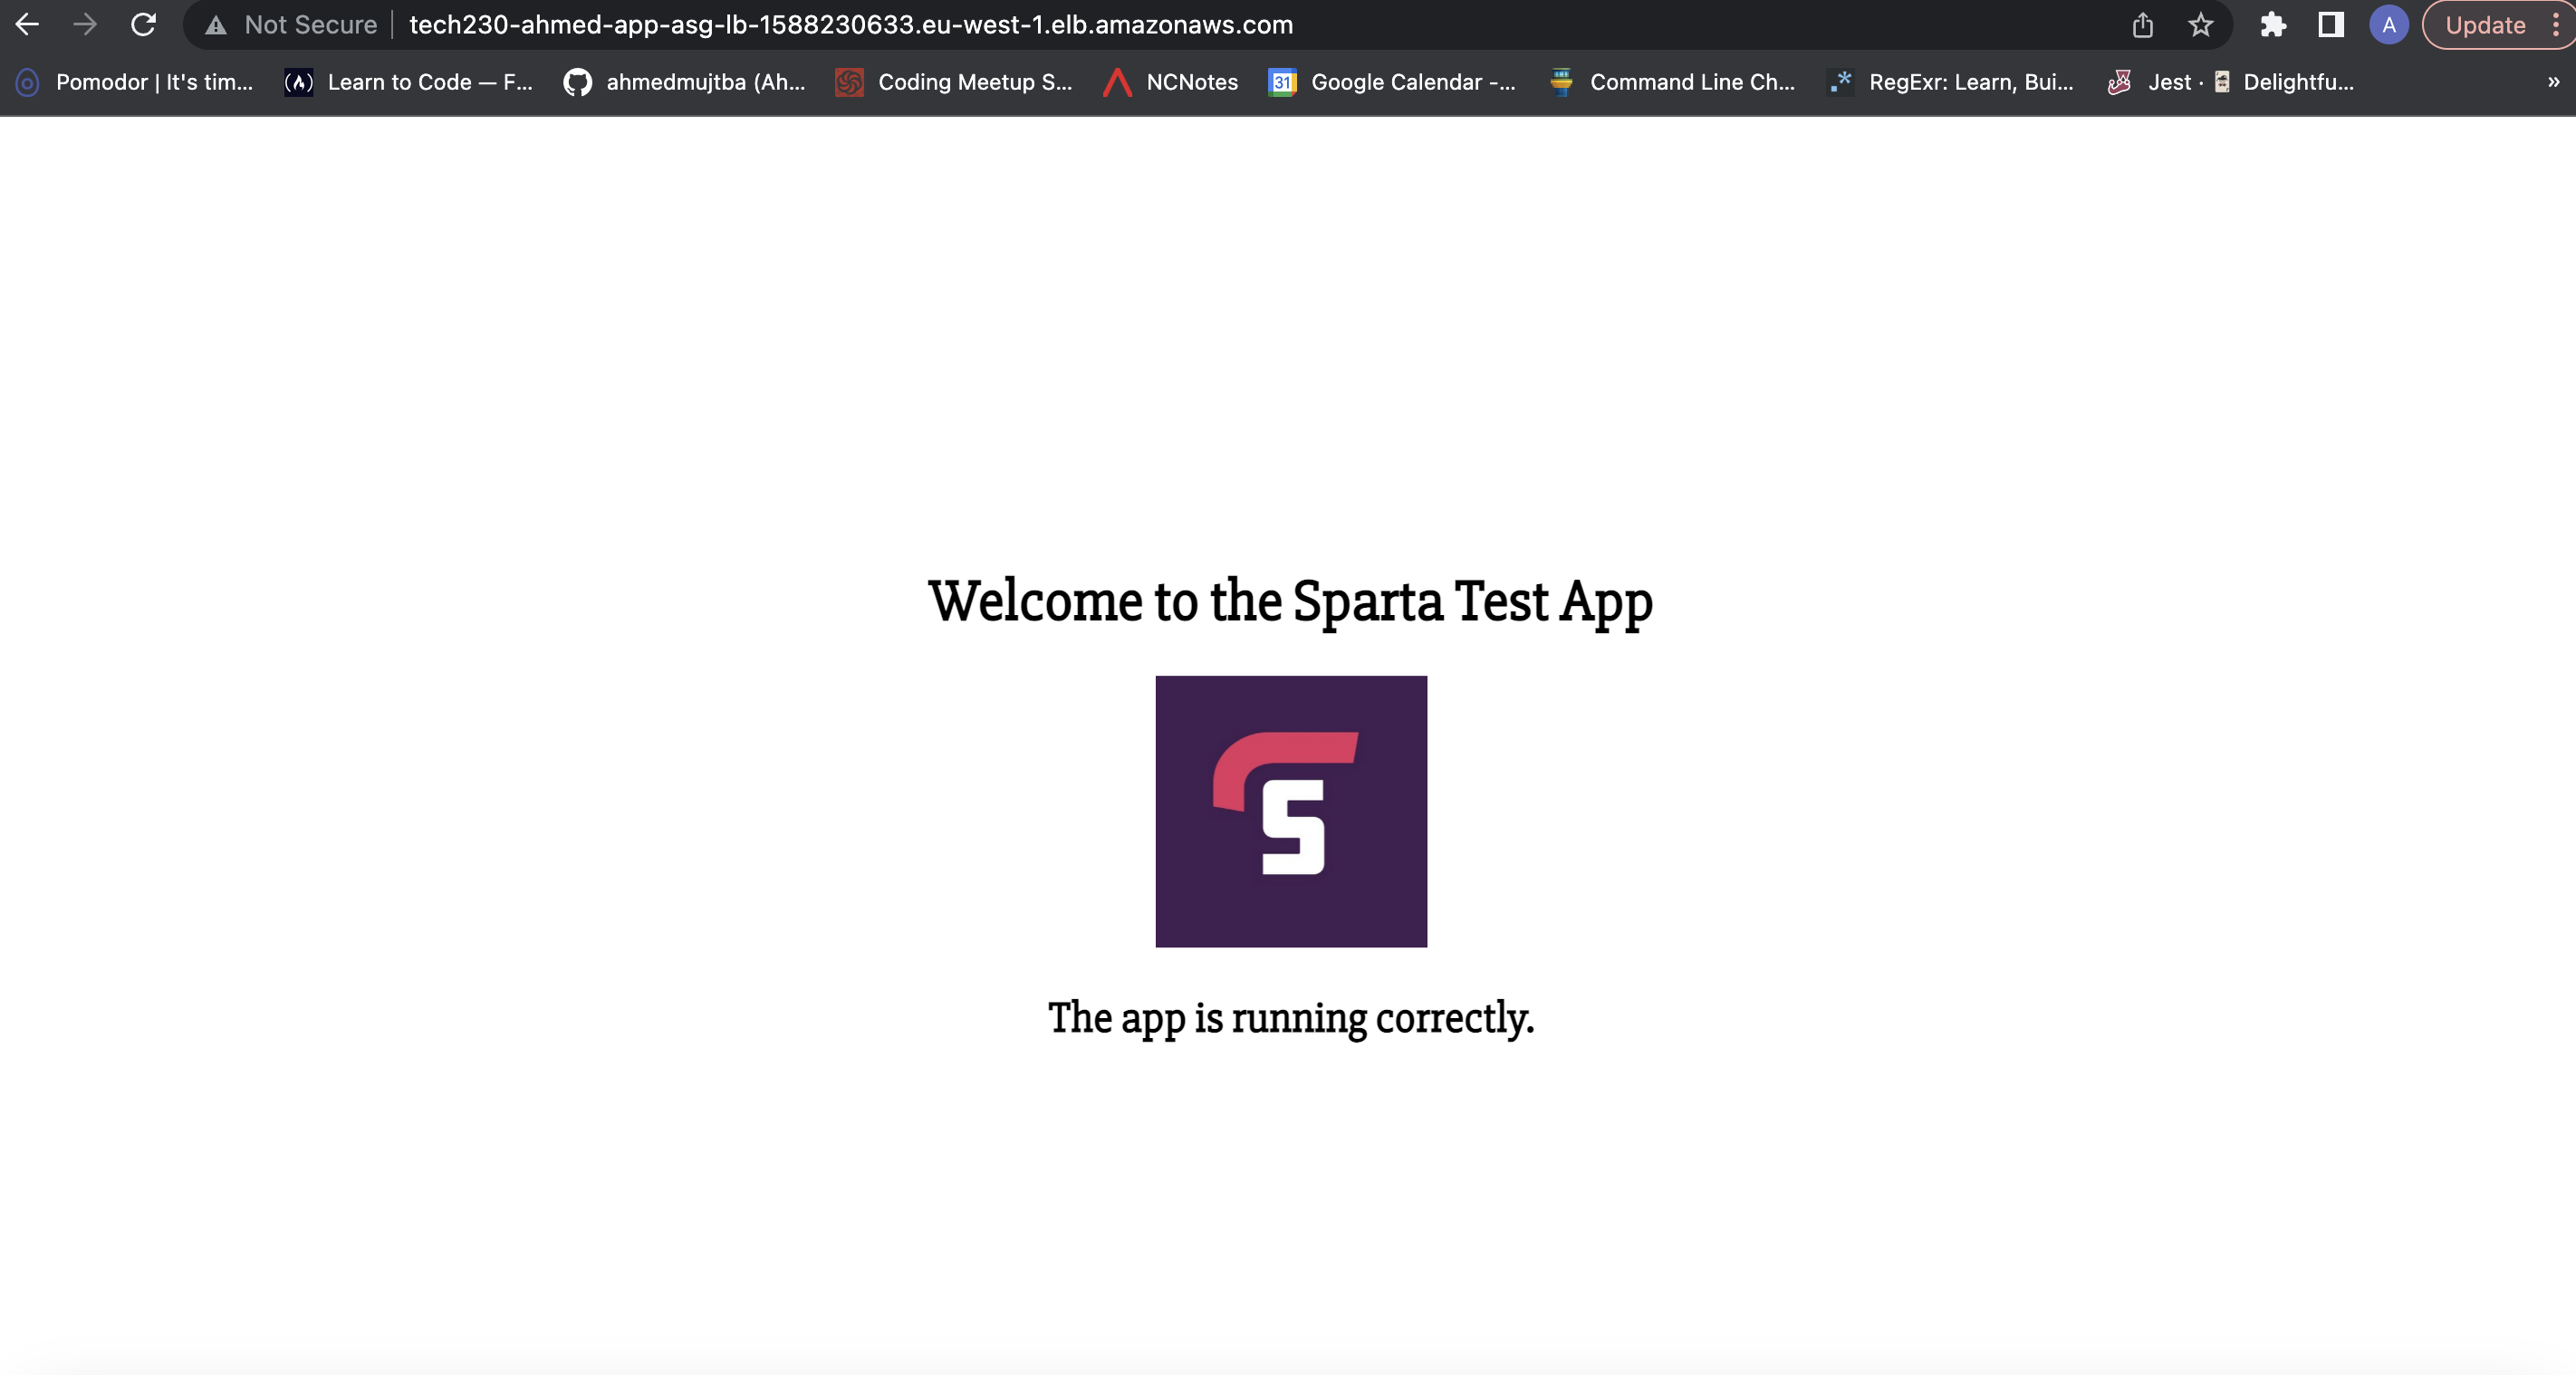 Not Secure tech230-ahmed-app-asg-lb-1588230633.eu-west-1.elb.amazonaws.com A Update
Pomodor | It's tim... Learn to Code — F... ahmedmujtba (Ah... Coding Meetup S... NCNotes 31 Google Calendar -... Command Line Ch... RegExr: Learn, Bui... Jest · Delightfu... »
Welcome to the Sparta Test App
S
The app is running correctly.